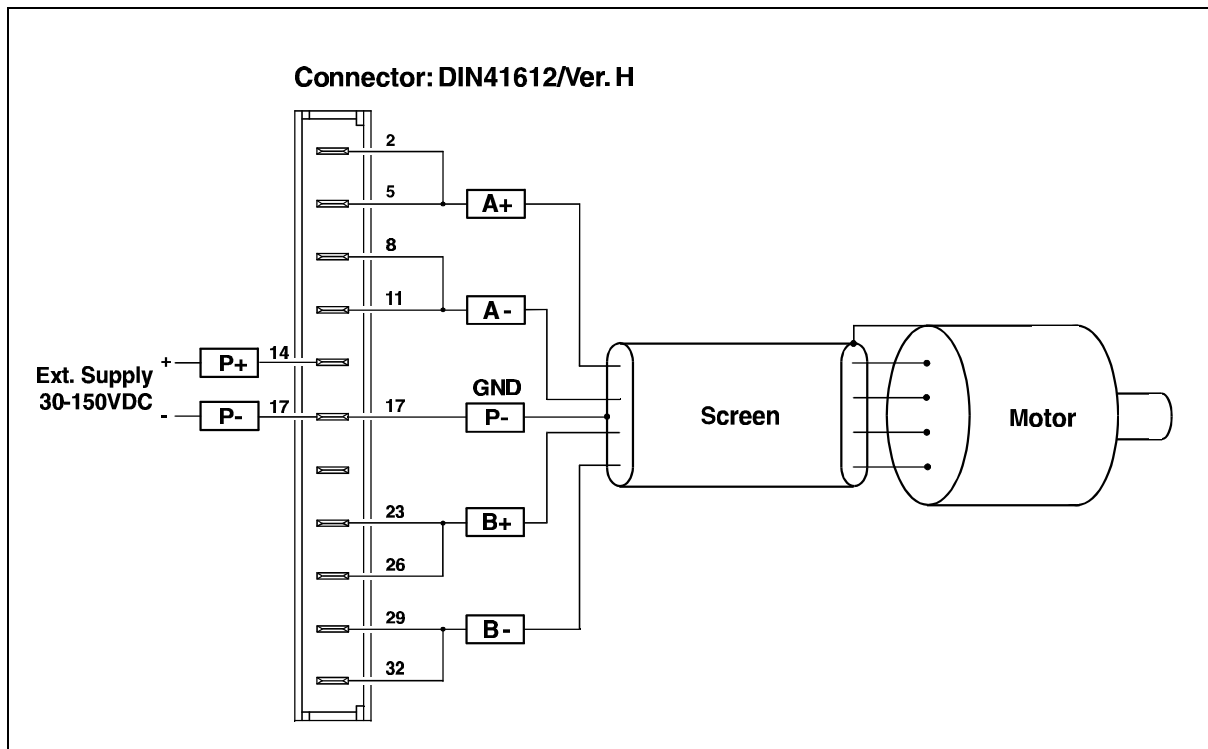 Connector: DIN41612/Ver. H
2
5
A+
8
11
A-
14
P+
+
Ext. Supply
30-150VDC
-
P-
17
17
GND
P-
Screen
Motor
23
B+
26
29
B-
32